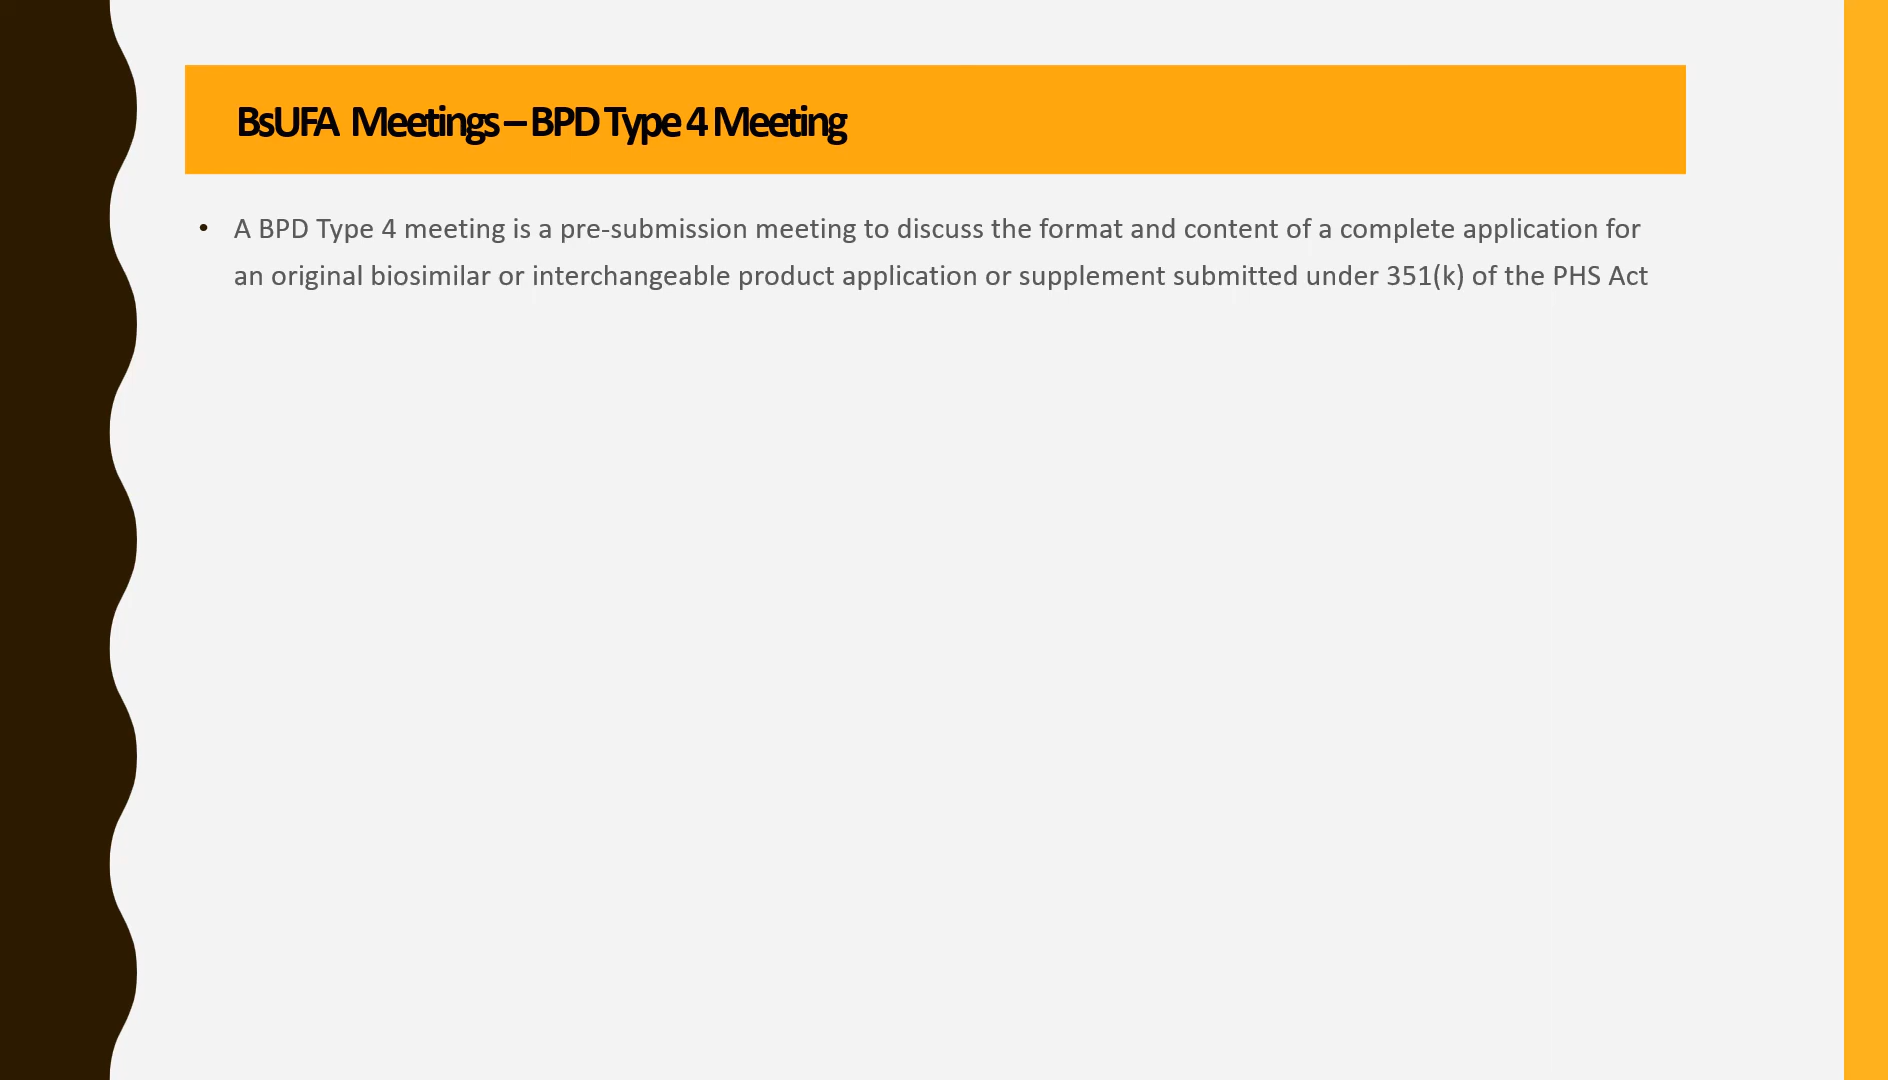 BsUFA Meetings – BPD Type 4 Meeting
• A BPD Type 4 meeting is a pre-submission meeting to discuss the format and content of a complete application for
an original biosimilar or interchangeable product application or supplement submitted under 351(k) of the PHS Act